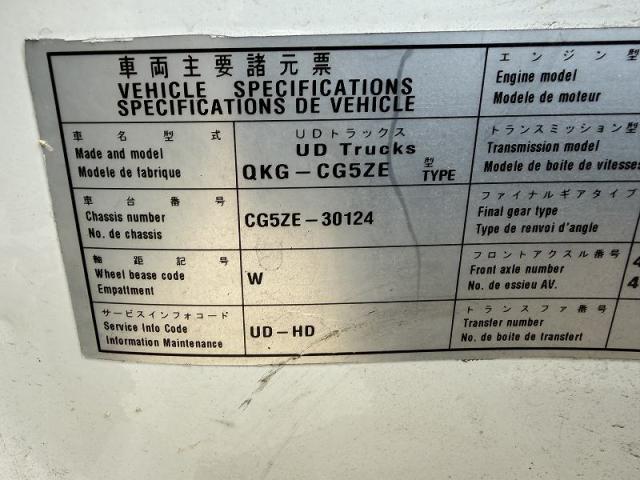 車両主要諸元票
VEHICLE SPECIFICATIONS
SPECIFICATIONS DE VEHICLE
エンジン型
Engine model
Modele de moteur
車名型式
Made and model
Modele de fabrique
UDトラックス
UD Trucks
QKG-CG5ZE 型 TYPE
トランスミッション型
Transmission model
Modele de boite de vitesses
車台番号
Chassis number
No. de chassis
CG5ZE-30124
ファイナルギアタイプ
Final gear type
Type de renvoi d'angle
軸距記号
Wheel bease code
Empattment
W
フロントアクスル番号
Front axle number
No. de essieu AV.
4
4
サービスインフォコード
Service Info Code
Information Maintenance
UD-HD
トランスファ番号
Transfer number
No. de boite de transfert